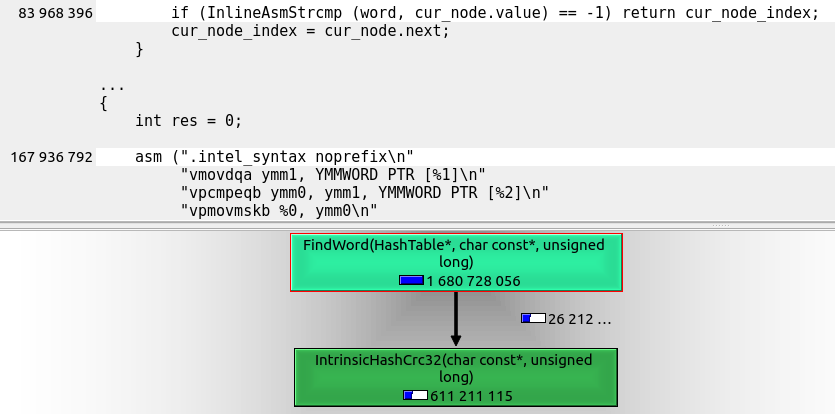 83 968 396 if (InlineAsmStrcmp (word, cur_node.value) == -1) return cur_node_index;
cur_node_index = cur_node.next;
}
...
{
int res = 0;
167 936 792 asm (".intel_syntax noprefix\n"
"vmovdqa ymm1, YMMWORD PTR [%1]\n"
"vpcmpeqb ymm0, ymm1, YMMWORD PTR [%2]\n"
"vpmovmskb %0, ymm0\n"
FindWord(HashTable*, char const*, unsigned
long)
1 680 728 056
26 212 ...
IntrinsicHashCrc32(char const*, unsigned
long)
611 211 115